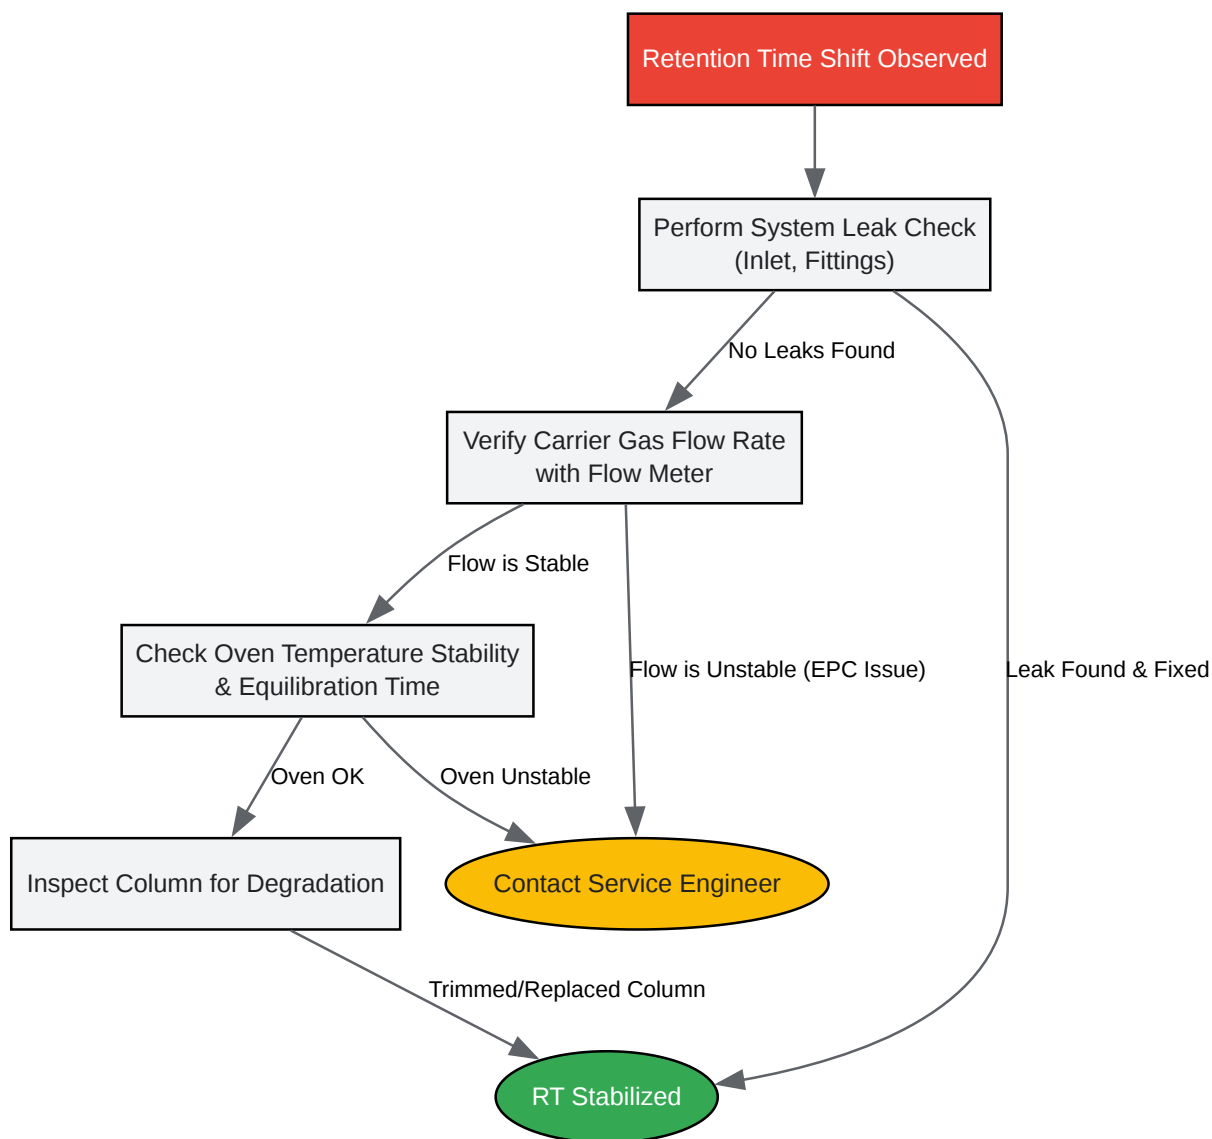 Retention Time Shift Observed
Perform System Leak Check
(Inlet, Fittings)
No Leaks Found
Verify Carrier Gas Flow Rate
with Flow Meter
Flow is Stable
Check Oven Temperature Stability
& Equilibration Time
Flow is Unstable (EPC Issue)
Leak Found & Fixed
Oven OK
Oven Unstable
Inspect Column for Degradation
Contact Service Engineer
Trimmed/Replaced Column
RT Stabilized